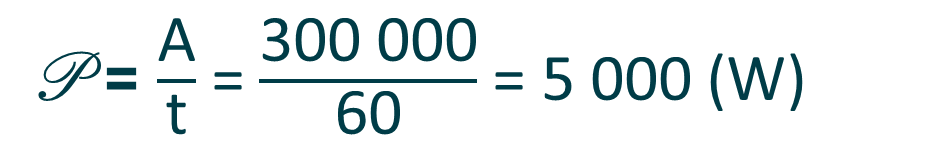 𝒫 = A/t = 300 000/60 = 5 000 (W)